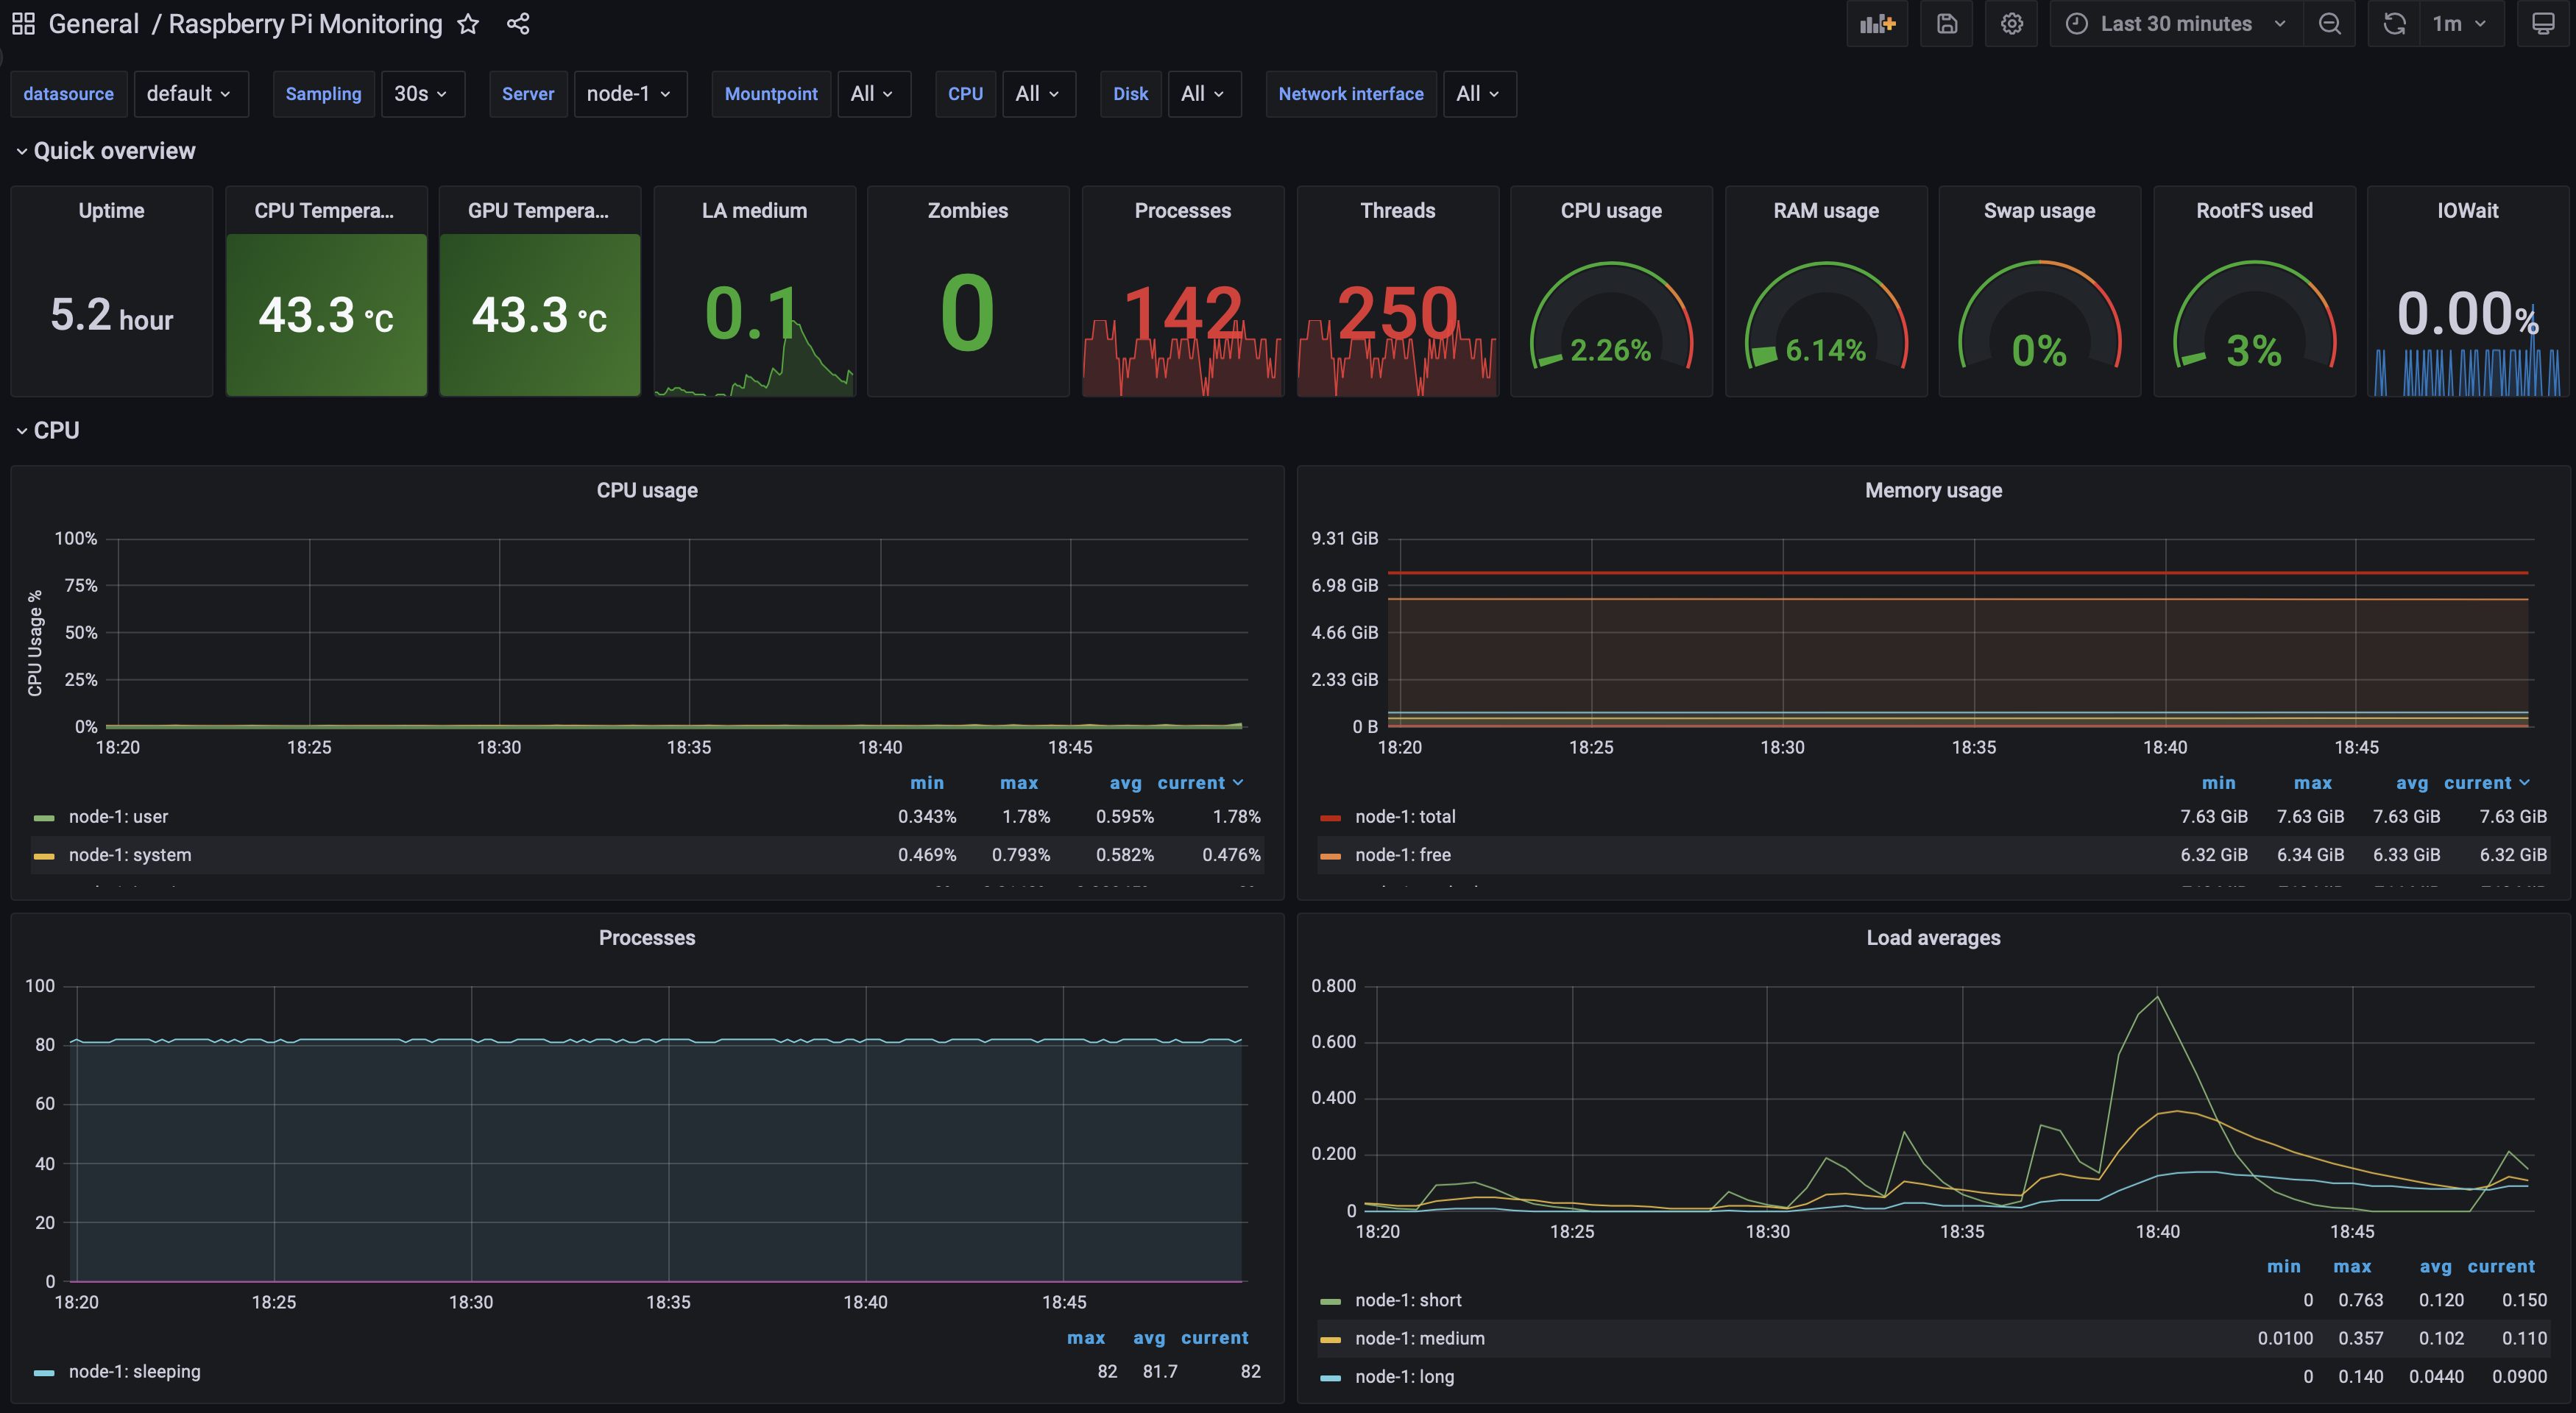 General / Raspberry Pi Monitoring
Last 30 minutes
1m
datasource default Sampling 30s Server node-1 Mountpoint All CPU All Disk All Network interface All
Quick overview
Uptime
5.2 hour
CPU Tempera...
43.3 °C
GPU Tempera...
43.3 °C
LA medium
0.1
Zombies
0
Processes
142
Threads
250
CPU usage
2.26%
RAM usage
6.14%
Swap usage
0%
RootFS used
3%
IOWait
0.00%
CPU
CPU usage
CPU Usage %
100%
75%
50%
25%
0%
18:20 18:25 18:30 18:35 18:40 18:45
min max avg current
node-1: user 0.343% 1.78% 0.595% 1.78%
node-1: system 0.469% 0.793% 0.582% 0.476%
Memory usage
9.31 GiB
6.98 GiB
4.66 GiB
2.33 GiB
0 B
18:20 18:25 18:30 18:35 18:40 18:45
min max avg current
node-1: total 7.63 GiB 7.63 GiB 7.63 GiB 7.63 GiB
node-1: free 6.32 GiB 6.34 GiB 6.33 GiB 6.32 GiB
Processes
100
80
60
40
20
0
18:20 18:25 18:30 18:35 18:40 18:45
max avg current
node-1: sleeping 82 81.7 82
Load averages
0.800
0.600
0.400
0.200
0
18:20 18:25 18:30 18:35 18:40 18:45
min max avg current
node-1: short 0 0.763 0.120 0.150
node-1: medium 0.0100 0.357 0.102 0.110
node-1: long 0 0.140 0.0440 0.0900